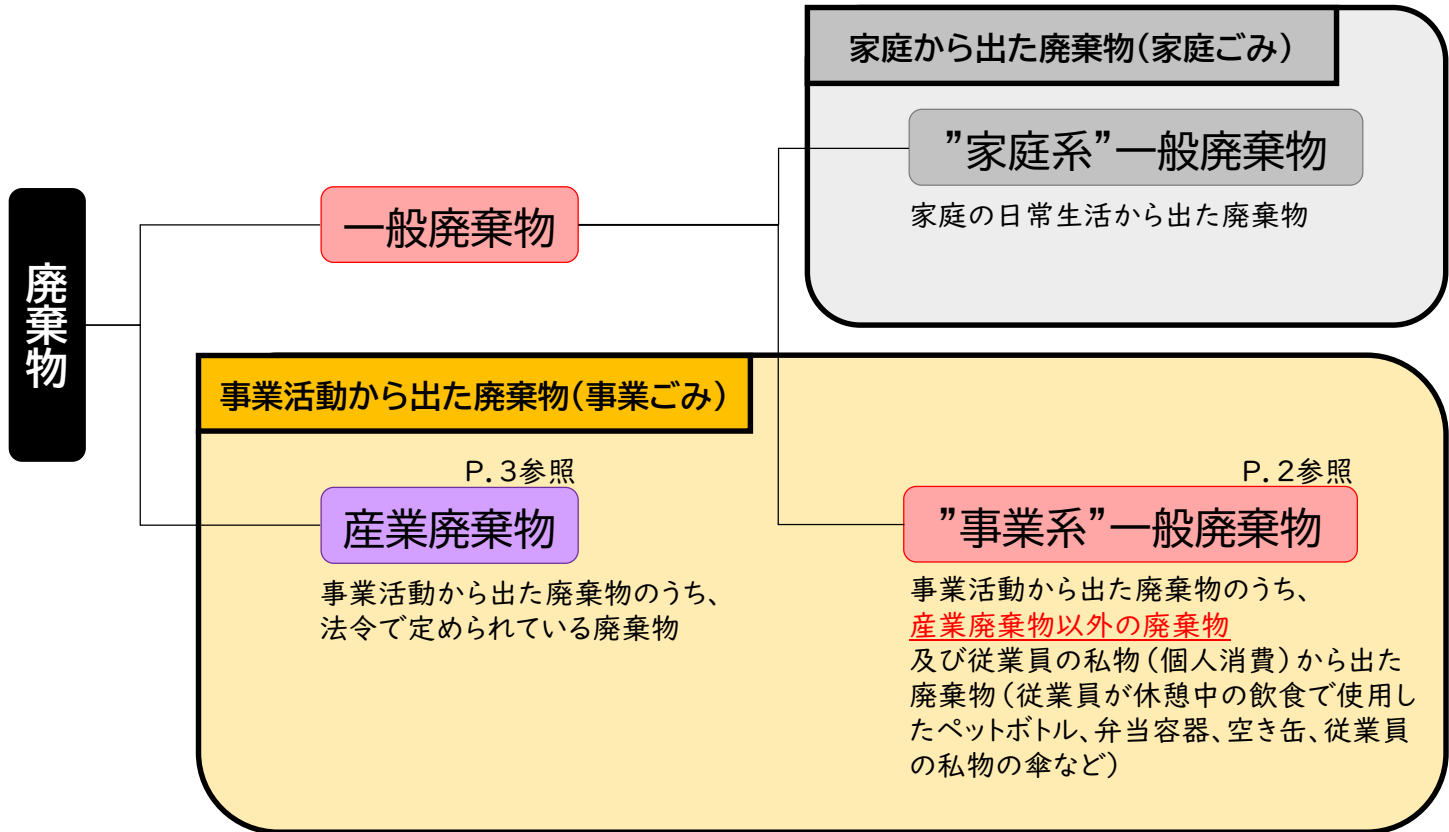 家庭から出た廃棄物(家庭ごみ)
”家庭系”一般廃棄物
家庭の日常生活から出た廃棄物
一般廃棄物
廃棄物
事業活動から出た廃棄物(事業ごみ)
P.3参照
産業廃棄物
事業活動から出た廃棄物のうち、
法令で定められている廃棄物
P.2参照
”事業系”一般廃棄物
事業活動から出た廃棄物のうち、
産業廃棄物以外の廃棄物
及び従業員の私物(個人消費)から出た
廃棄物(従業員が休憩中の飲食で使用し
たペットボトル、弁当容器、空き缶、従業員
の私物の傘など)